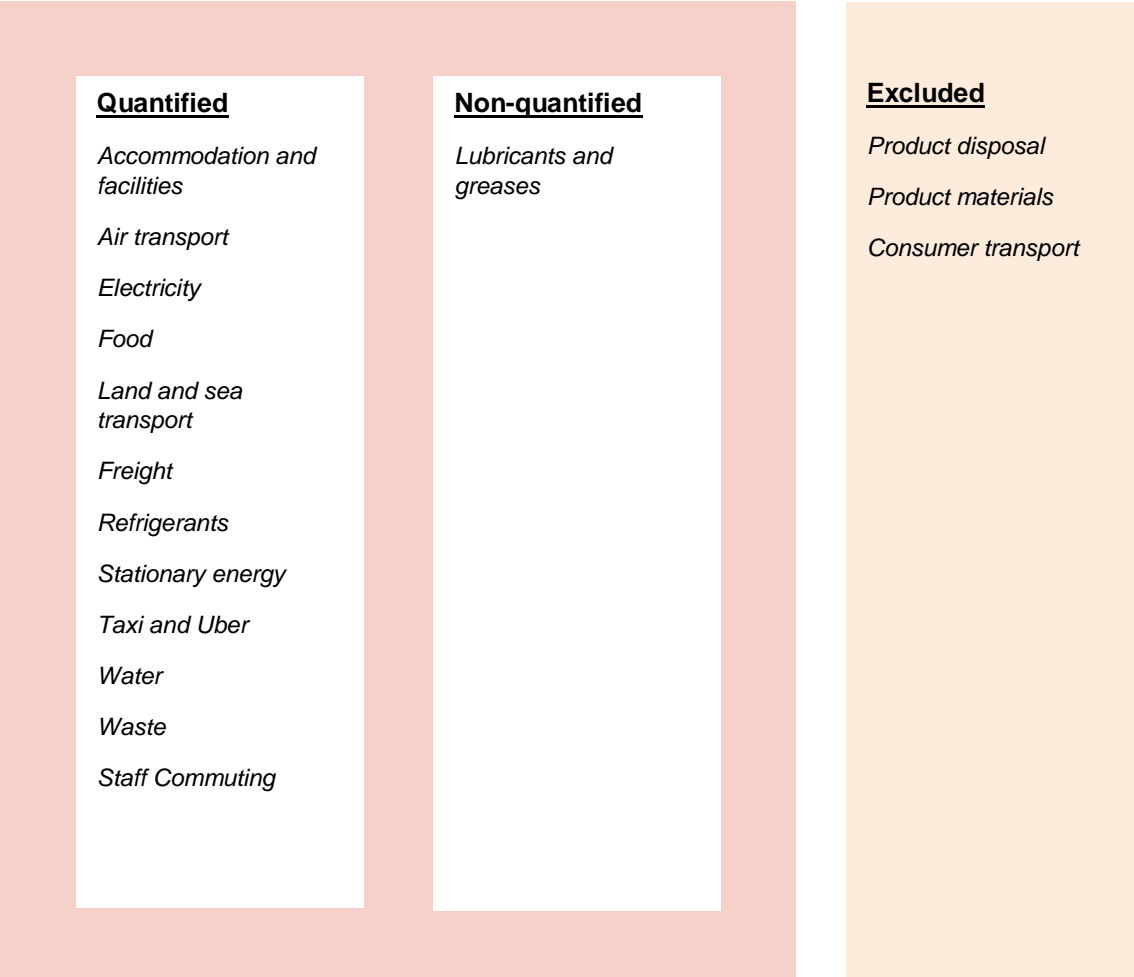 Quantified
Accommodation and
facilities
Air transport
Electricity
Food
Land and sea
transport
Freight
Refrigerants
Stationary energy
Taxi and Uber
Water
Waste
Staff Commuting
Non-quantified
Lubricants and
greases
Excluded
Product disposal
Product materials
Consumer transport